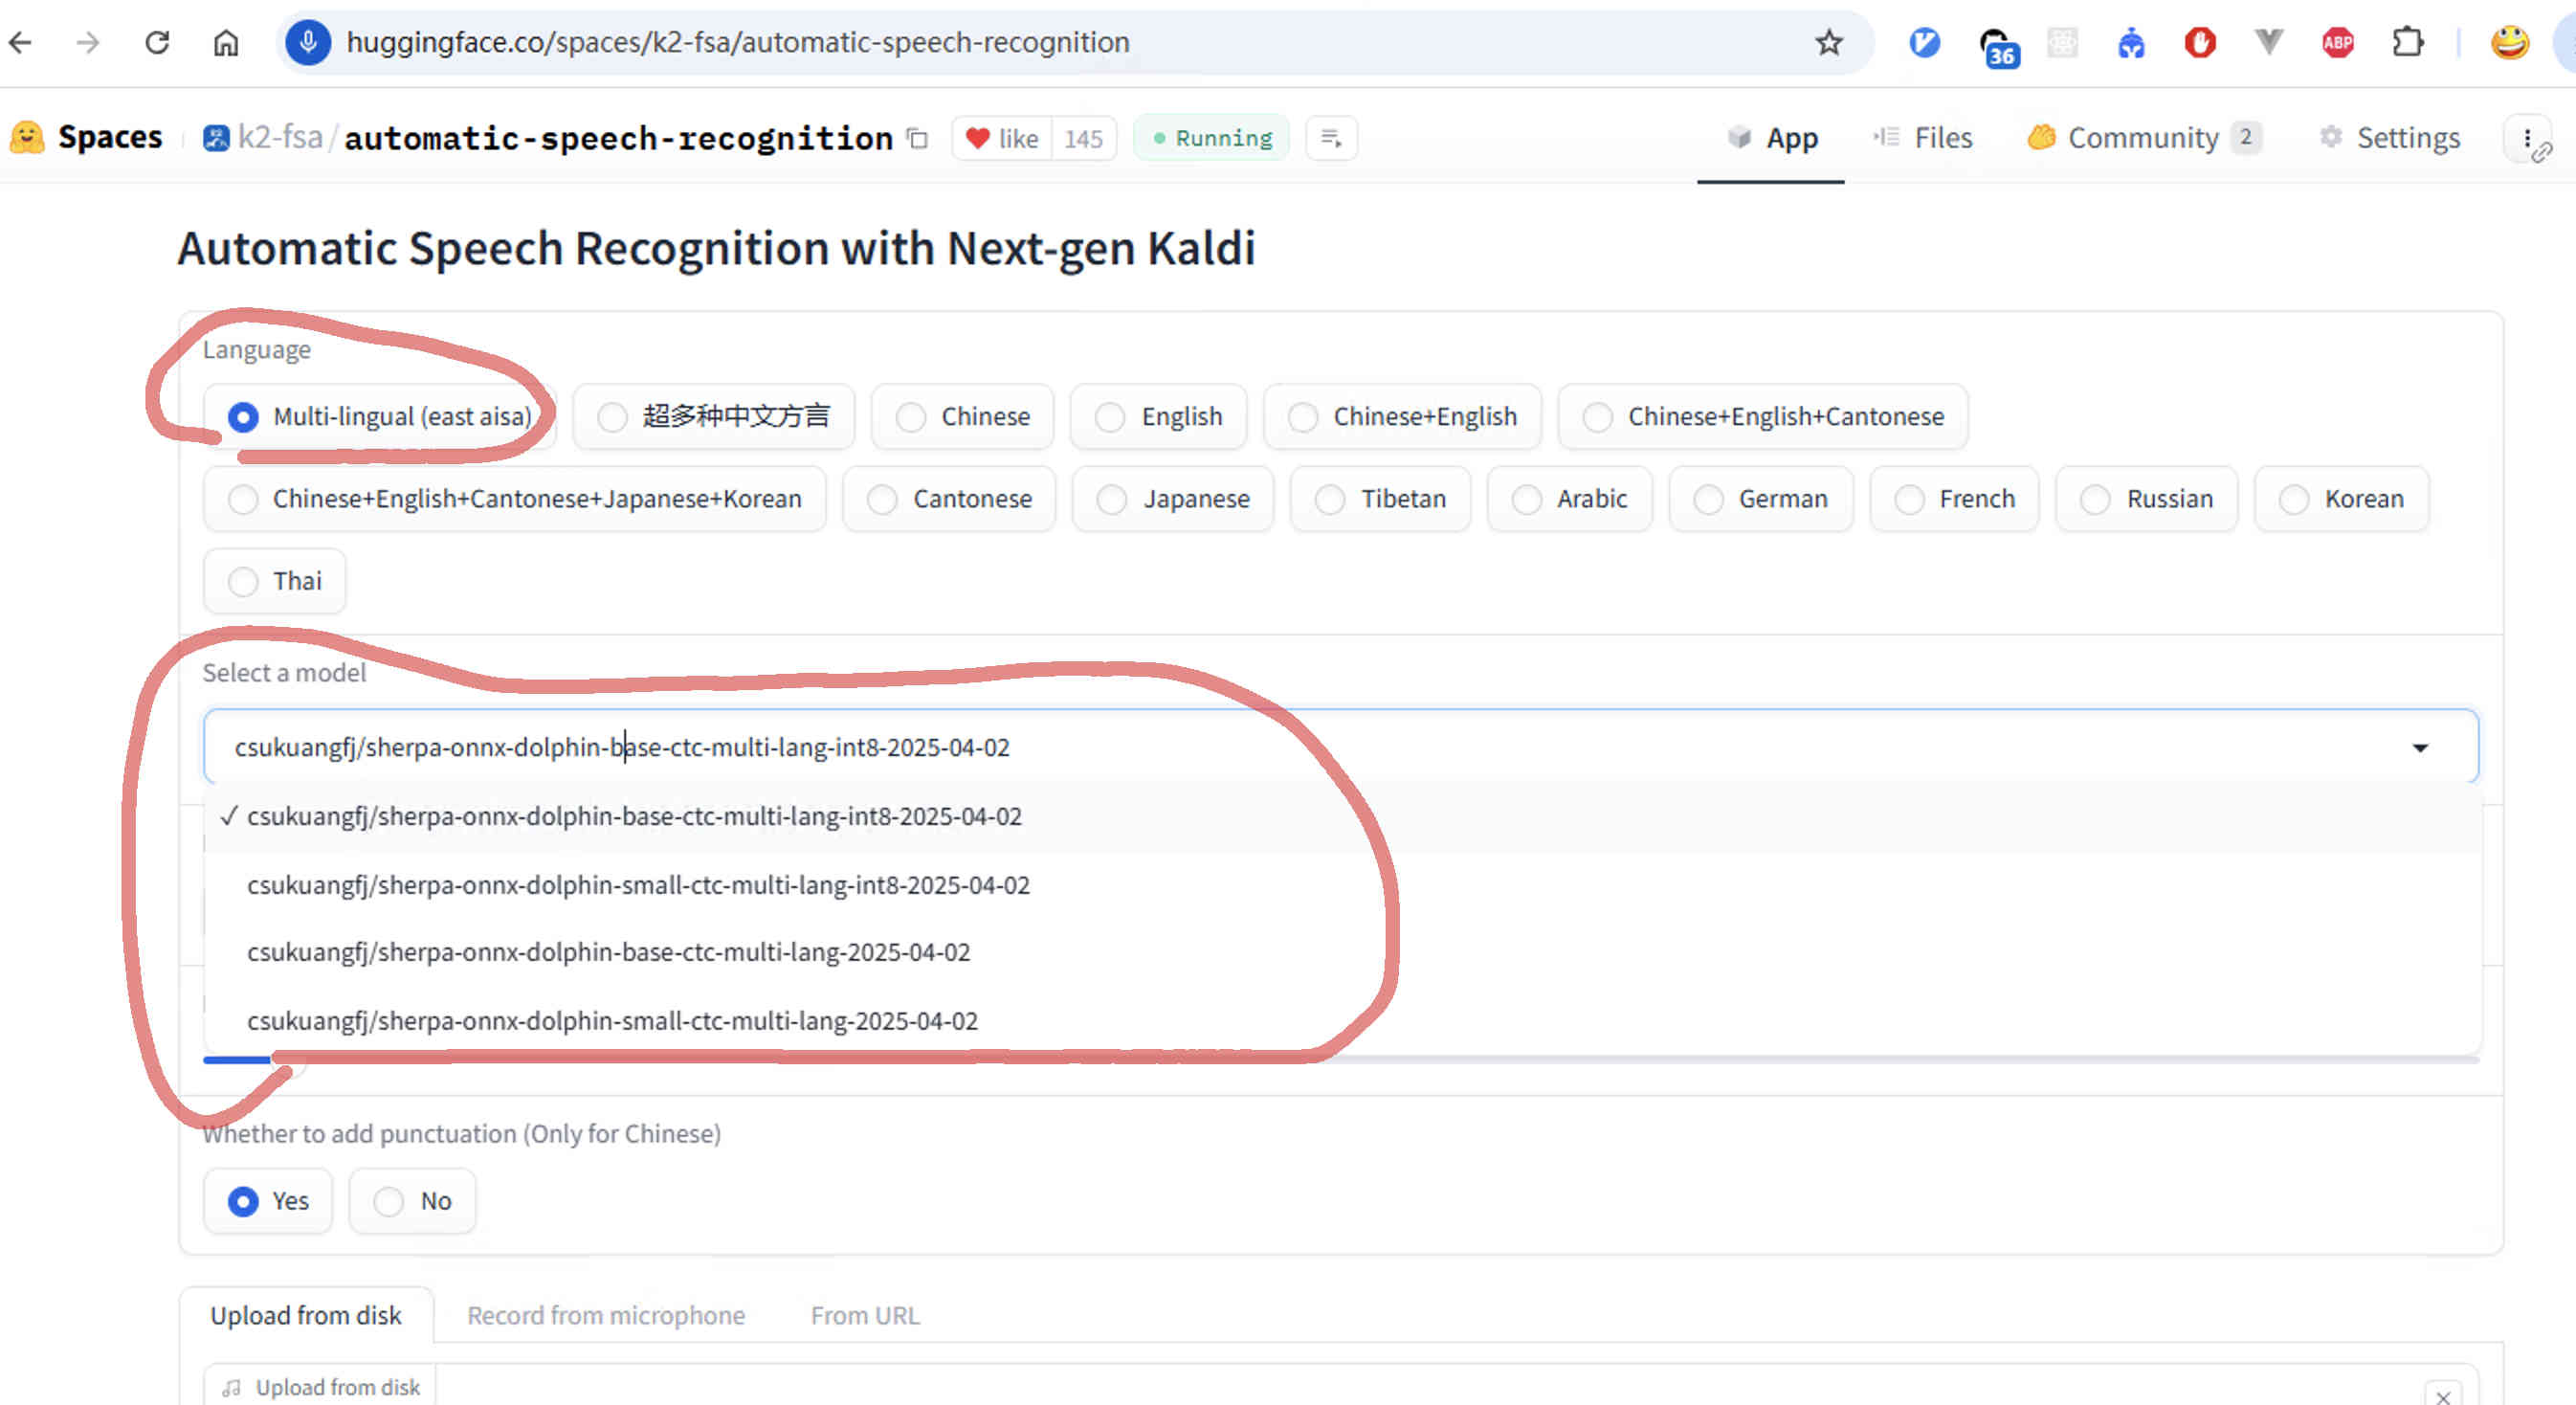 huggingface.co/spaces/k2-fsa/automatic-speech-recognition
36
ABP
Spaces k2-fsa/automatic-speech-recognition like 145 Running App Files Community 2 Settings
Automatic Speech Recognition with Next-gen Kaldi
Language
Multi-lingual (east aisa) 超多种中文方言 Chinese English Chinese+English Chinese+English+Cantonese
Chinese+English+Cantonese+Japanese+Korean Cantonese Japanese Tibetan Arabic German French Russian Korean
Thai
Select a model
csukuangfj/sherpa-onnx-dolphin-base-ctc-multi-lang-int8-2025-04-02
✓ csukuangfj/sherpa-onnx-dolphin-base-ctc-multi-lang-int8-2025-04-02
csukuangfj/sherpa-onnx-dolphin-small-ctc-multi-lang-int8-2025-04-02
csukuangfj/sherpa-onnx-dolphin-base-ctc-multi-lang-2025-04-02
csukuangfj/sherpa-onnx-dolphin-small-ctc-multi-lang-2025-04-02
Whether to add punctuation (Only for Chinese)
Yes No
Upload from disk Record from microphone From URL
Upload from disk